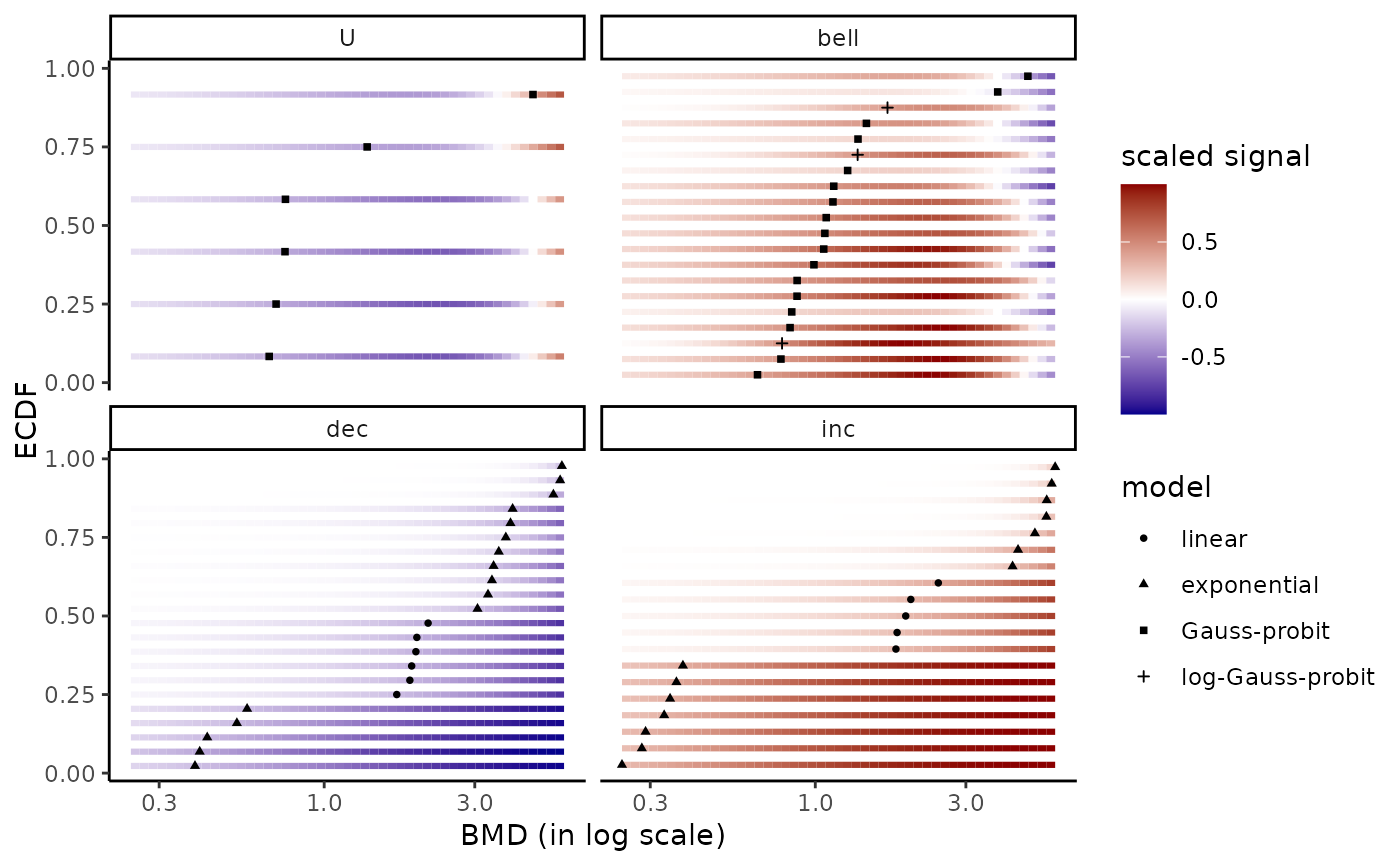 U
bell
1.00
0.75
0.50
0.25
0.00
dec
inc
1.00
0.75
0.50
0.25
0.00
0.3
1.0
3.0
0.3
1.0
3.0
BMD (in log scale)
ECDF
scaled signal
0.5
0.0
-0.5
model
linear
exponential
Gauss-probit
log-Gauss-probit